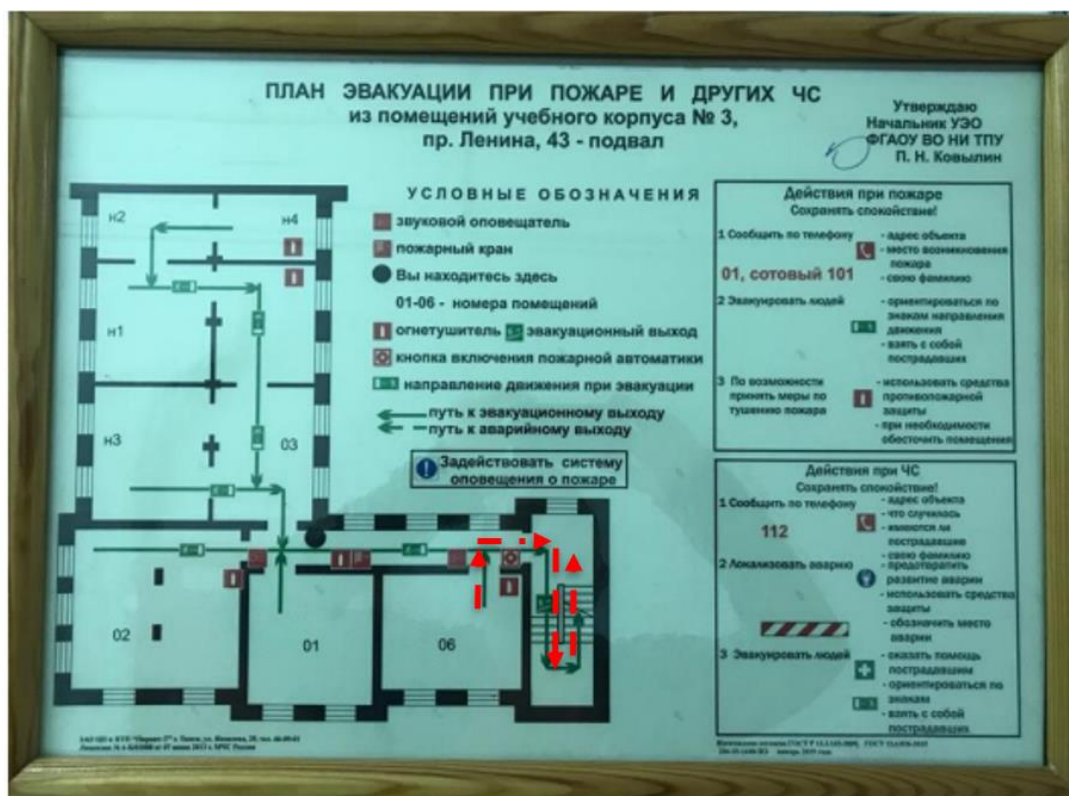 ПЛАН ЭВАКУАЦИИ ПРИ ПОЖАРЕ И ДРУГИХ ЧС
из помещений учебного корпуса № 3,
пр. Ленина, 43 - подвал
Утверждаю
Начальник УЭО
ФГАОУ ВО НИ ТПУ
П. Н. Ковылин
н2
н4
н1
н3
03
02
01
06
УСЛОВНЫЕ ОБОЗНАЧЕНИЯ
звуковой оповещатель
пожарный кран
Вы находитесь здесь
01-06 - номера помещений
огнетушитель эвакуационный выход
кнопка включения пожарной автоматики
направление движения при эвакуации
путь к эвакуационному выходу
путь к аварийному выходу
Задействовать систему
оповещения о пожаре
Действия при пожаре
Сохранять спокойствие!
1 Сообщить по телефону
01, сотовый 101
- адрес объекта
- место возникновения
пожара
- свою фамилию
2 Эвакуировать людей
- ориентироваться по
знакам направления
движения
- взять с собой
пострадавших
3 По возможности
принять меры по
тушению пожара
- использовать средства
противопожарной
защиты
- при необходимости
обесточить помещения
Действия при ЧС
Сохранять спокойствие!
1 Сообщить по телефону
112
- адрес объекта
- что случилось
- имеются ли
пострадавшие
- свою фамилию
2 Локализовать аварию
- предотвратить
развитие аварии
- использовать средства
защиты
- обозначить место
аварии
3 Эвакуировать людей
- оказать помощь
пострадавшим
- ориентироваться по
знакам
- взять с собой
пострадавших